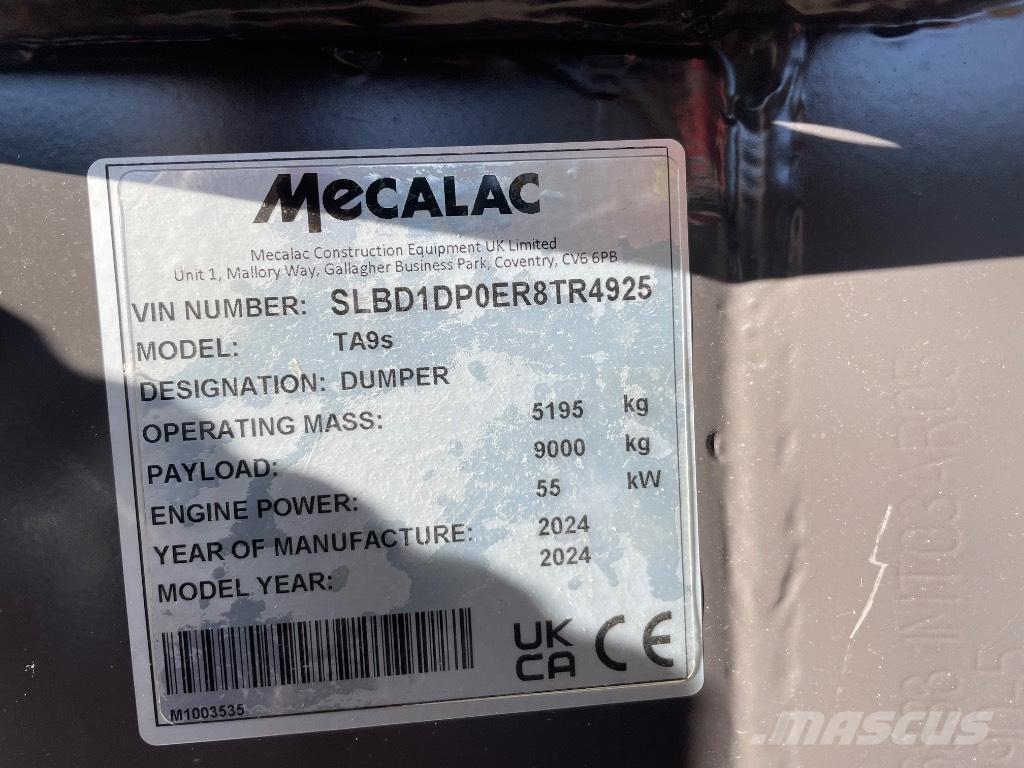 MECALAC
Mecalac Construction Equipment UK Limited
Unit 1, Mallory Way, Gallagher Business Park, Coventry, CV6 6PB
VIN NUMBER: SLBD1DP0ER8TR4925
MODEL: TA9s
DESIGNATION: DUMPER
OPERATING MASS: 5195 kg
PAYLOAD: 9000 kg
ENGINE POWER: 55 kW
YEAR OF MANUFACTURE: 2024
MODEL YEAR: 2024
UK
CA CE
M1003535
MASCUS